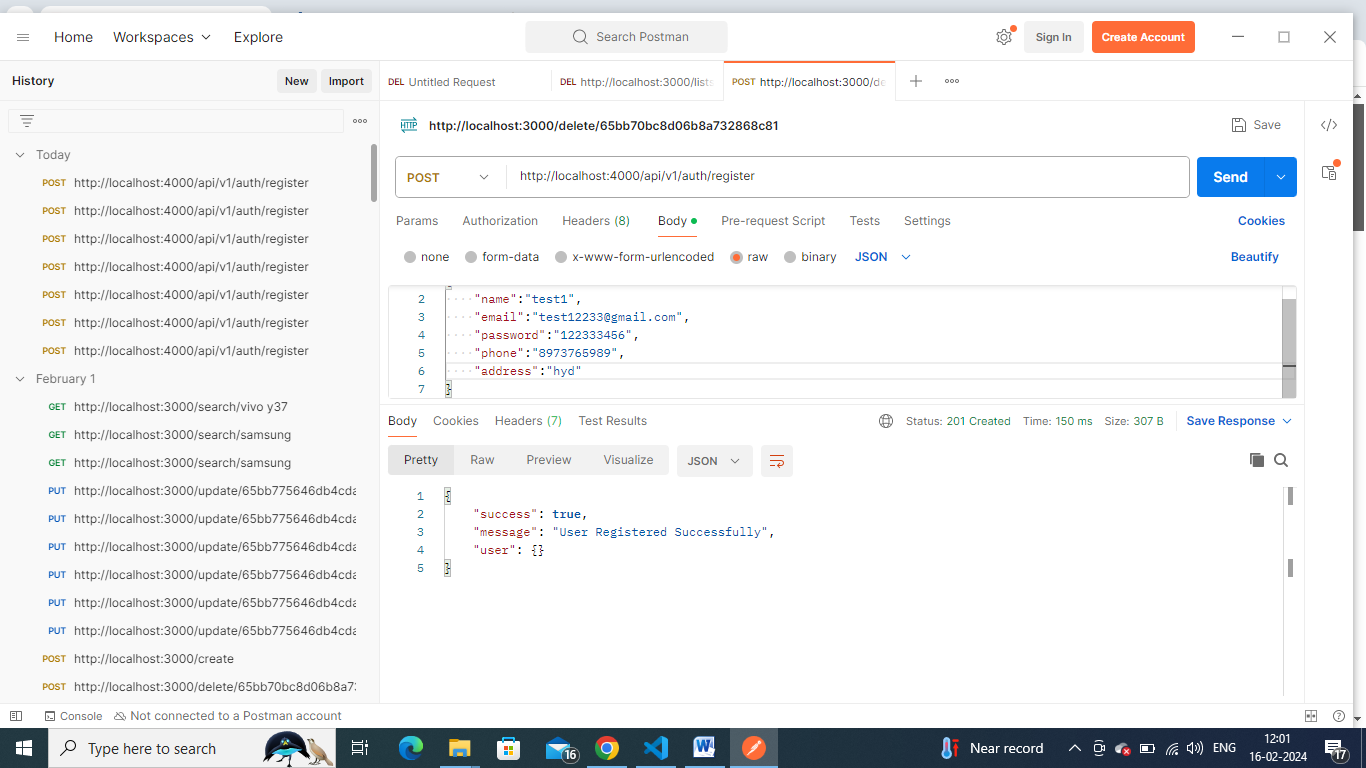 Home Workspaces Explore Search Postman Sign In Create Account
History New Import
DEL Untitled Request DEL http://localhost:3000/lists POST http://localhost:3000/de
HTTP http://localhost:3000/delete/65bb70bc8d06b8a732868c81 Save
POST http://localhost:4000/api/v1/auth/register Send
Params Authorization Headers (8) Body Pre-request Script Tests Settings Cookies
none form-data x-www-form-urlencoded raw binary JSON Beautify
2 "name":"test1",
3 "email":"test12233@gmail.com",
4 "password":"122333456",
5 "phone":"8973765989",
6 "address":"hyd"
7 }
Body Cookies Headers (7) Test Results Status: 201 Created Time: 150 ms Size: 307 B Save Response
Pretty Raw Preview Visualize JSON
1 {
2 "success": true,
3 "message": "User Registered Successfully",
4 "user": {}
5 }
Today
POST http://localhost:4000/api/v1/auth/register
POST http://localhost:4000/api/v1/auth/register
POST http://localhost:4000/api/v1/auth/register
POST http://localhost:4000/api/v1/auth/register
POST http://localhost:4000/api/v1/auth/register
POST http://localhost:4000/api/v1/auth/register
POST http://localhost:4000/api/v1/auth/register
February 1
GET http://localhost:3000/search/vivo y37
GET http://localhost:3000/search/samsung
GET http://localhost:3000/search/samsung
PUT http://localhost:3000/update/65bb775646db4cda
PUT http://localhost:3000/update/65bb775646db4cda
PUT http://localhost:3000/update/65bb775646db4cda
PUT http://localhost:3000/update/65bb775646db4cda
PUT http://localhost:3000/update/65bb775646db4cda
PUT http://localhost:3000/update/65bb775646db4cda
POST http://localhost:3000/create
POST http://localhost:3000/delete/65bb70bc8d06b8a73
Console Not connected to a Postman account
Type here to search 16 Near record ENG 12:01
16-02-2024 17